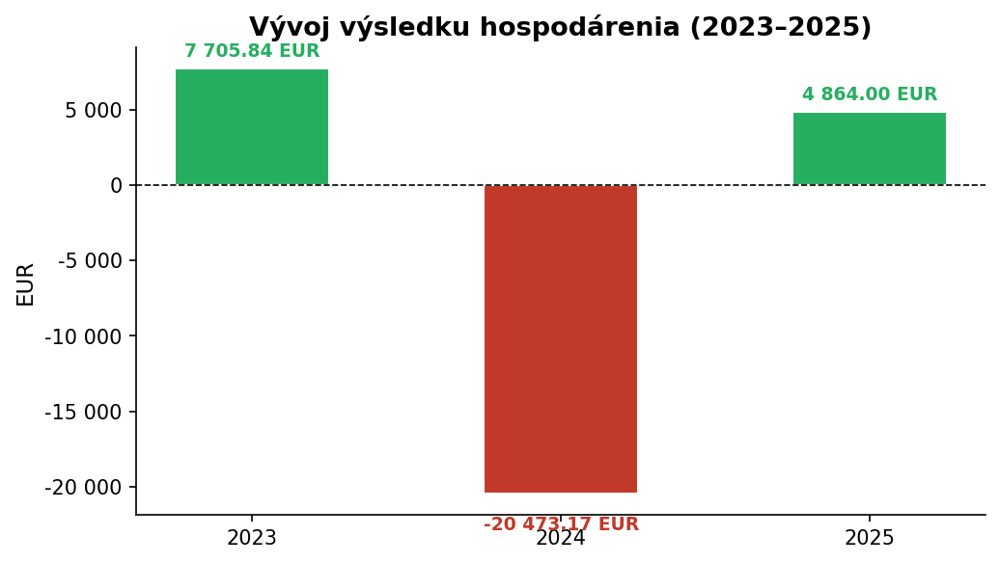 Vývoj výsledku hospodárenia (2023–2025)
7 705.84 EUR
4 864.00 EUR
5 000
0
-5 000
-10 000
-15 000
-20 000
EUR
-20 473.17 EUR
2023
2024
2025